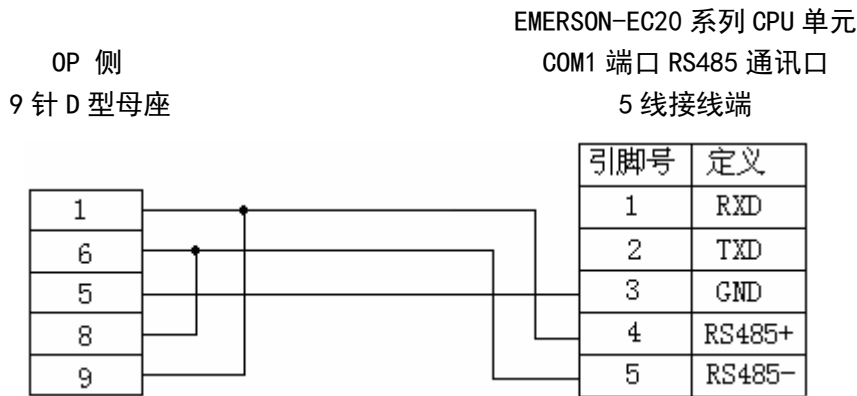 EMERSON-EC20 系列 CPU 单元
OP 侧
COM1 端口 RS485 通讯口
9 针 D 型母座
5 线接线端
引脚号 定义
1
1 RXD
6
2 TXD
5
3 GND
8
4 RS485+
9
5 RS485-